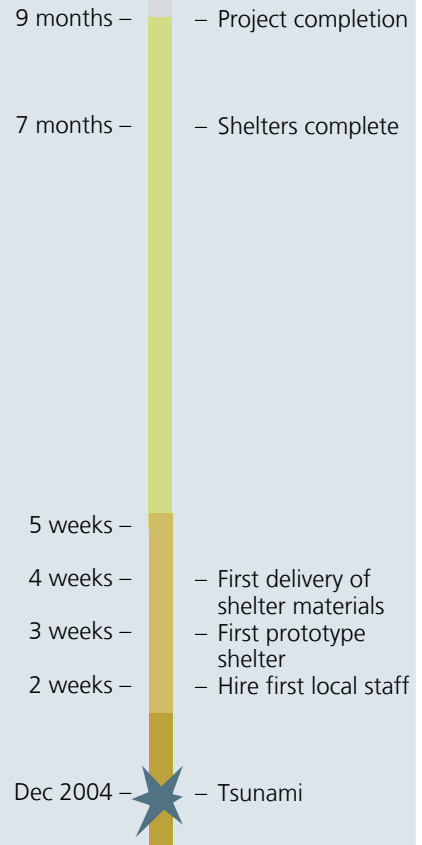 9 months – – Project completion
7 months – – Shelters complete
5 weeks –
4 weeks – – First delivery of
shelter materials
3 weeks – – First prototype
shelter
2 weeks – – Hire first local staff
Dec 2004 – – Tsunami